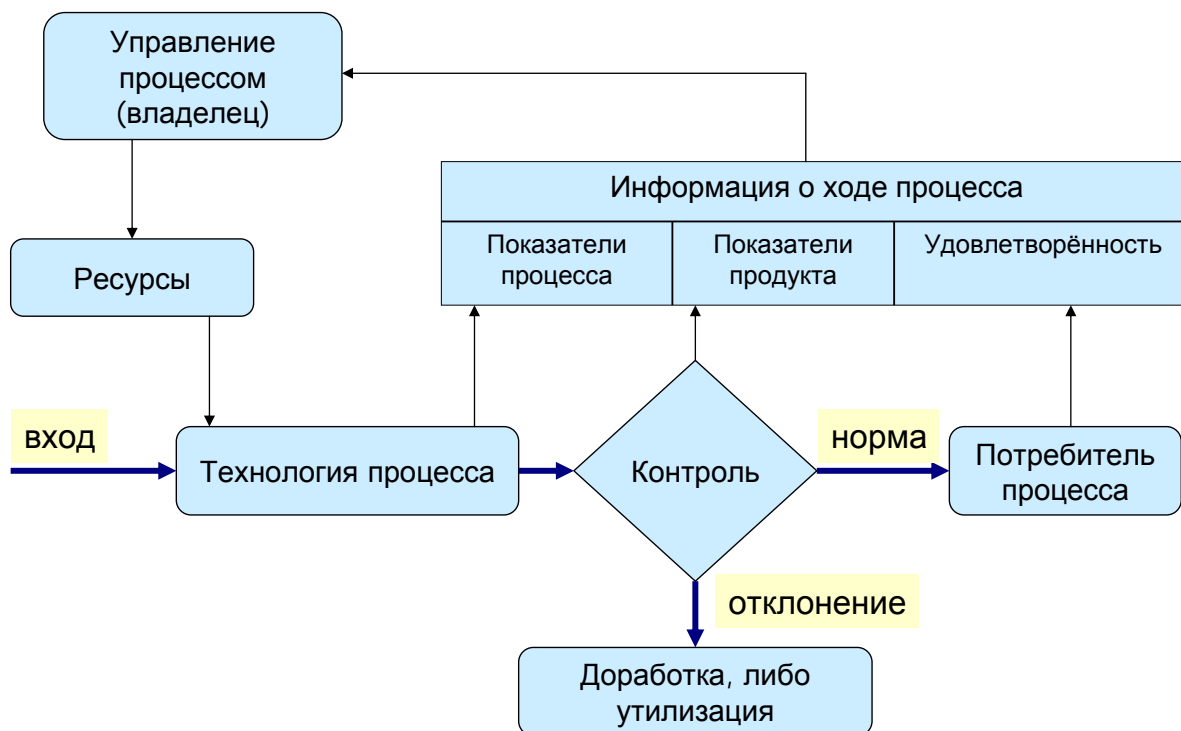 Управление
процессом
(владелец)
Информация о ходе процесса
Показатели
процесса
Показатели
продукта
Удовлетворённость
Ресурсы
вход
Технология процесса
Контроль
норма
Потребитель
процесса
отклонение
Доработка, либо
утилизация